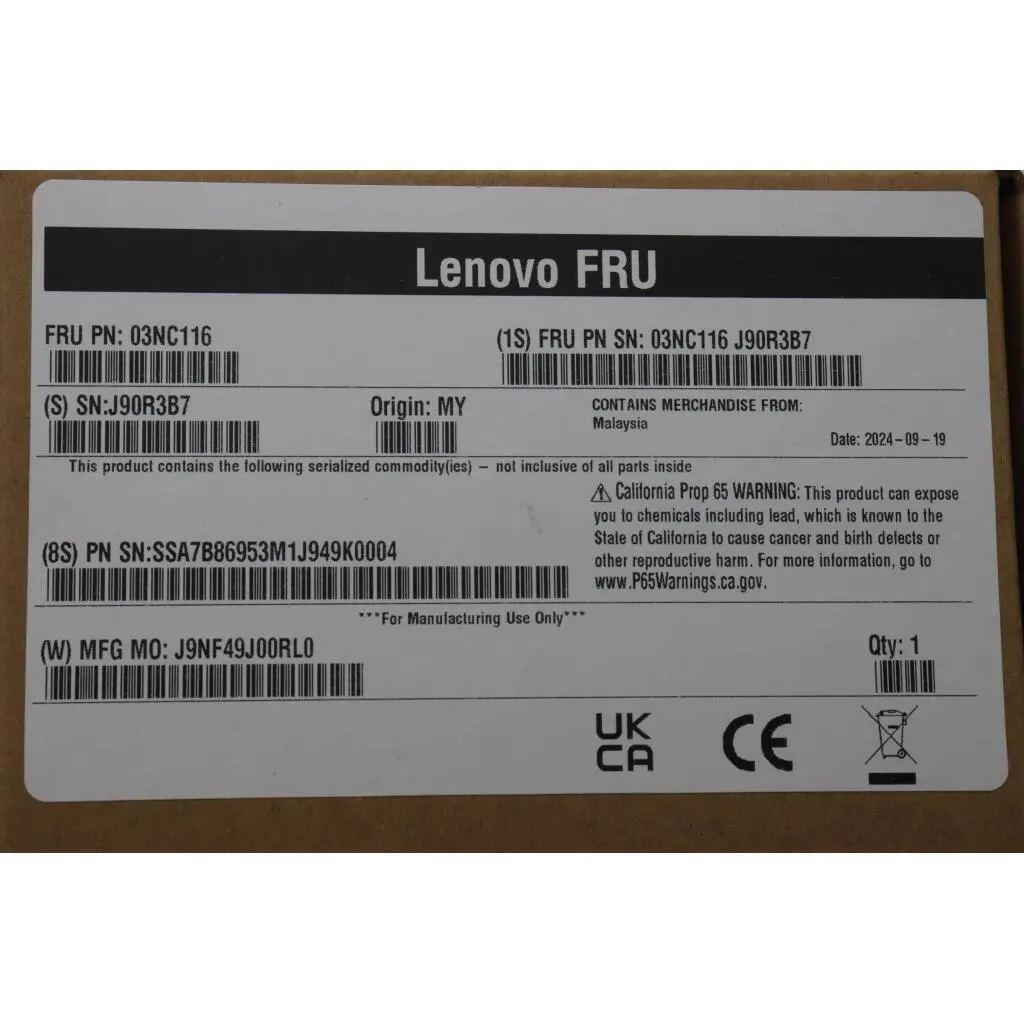 Lenovo FRU
FRU PN: 03NC116
(1S) FRU PN SN: 03NC116 J90R3B7
(S) SN:J90R3B7
Origin: MY
CONTAINS MERCHANDISE FROM:
Malaysia
Date: 2024-09-19
This product contains the following serialized commodity(ies) – not inclusive of all parts inside
⚠ California Prop 65 WARNING: This product can expose
you to chemicals including lead, which is known to the
State of California to cause cancer and birth defects or
other reproductive harm. For more information, go to
www.P65Warnings.ca.gov.
(8S) PN SN:SSA7B86953M1J949K0004
***For Manufacturing Use Only***
(W) MFG MO: J9NF49J00RL0
Qty: 1
UK
CA
CE